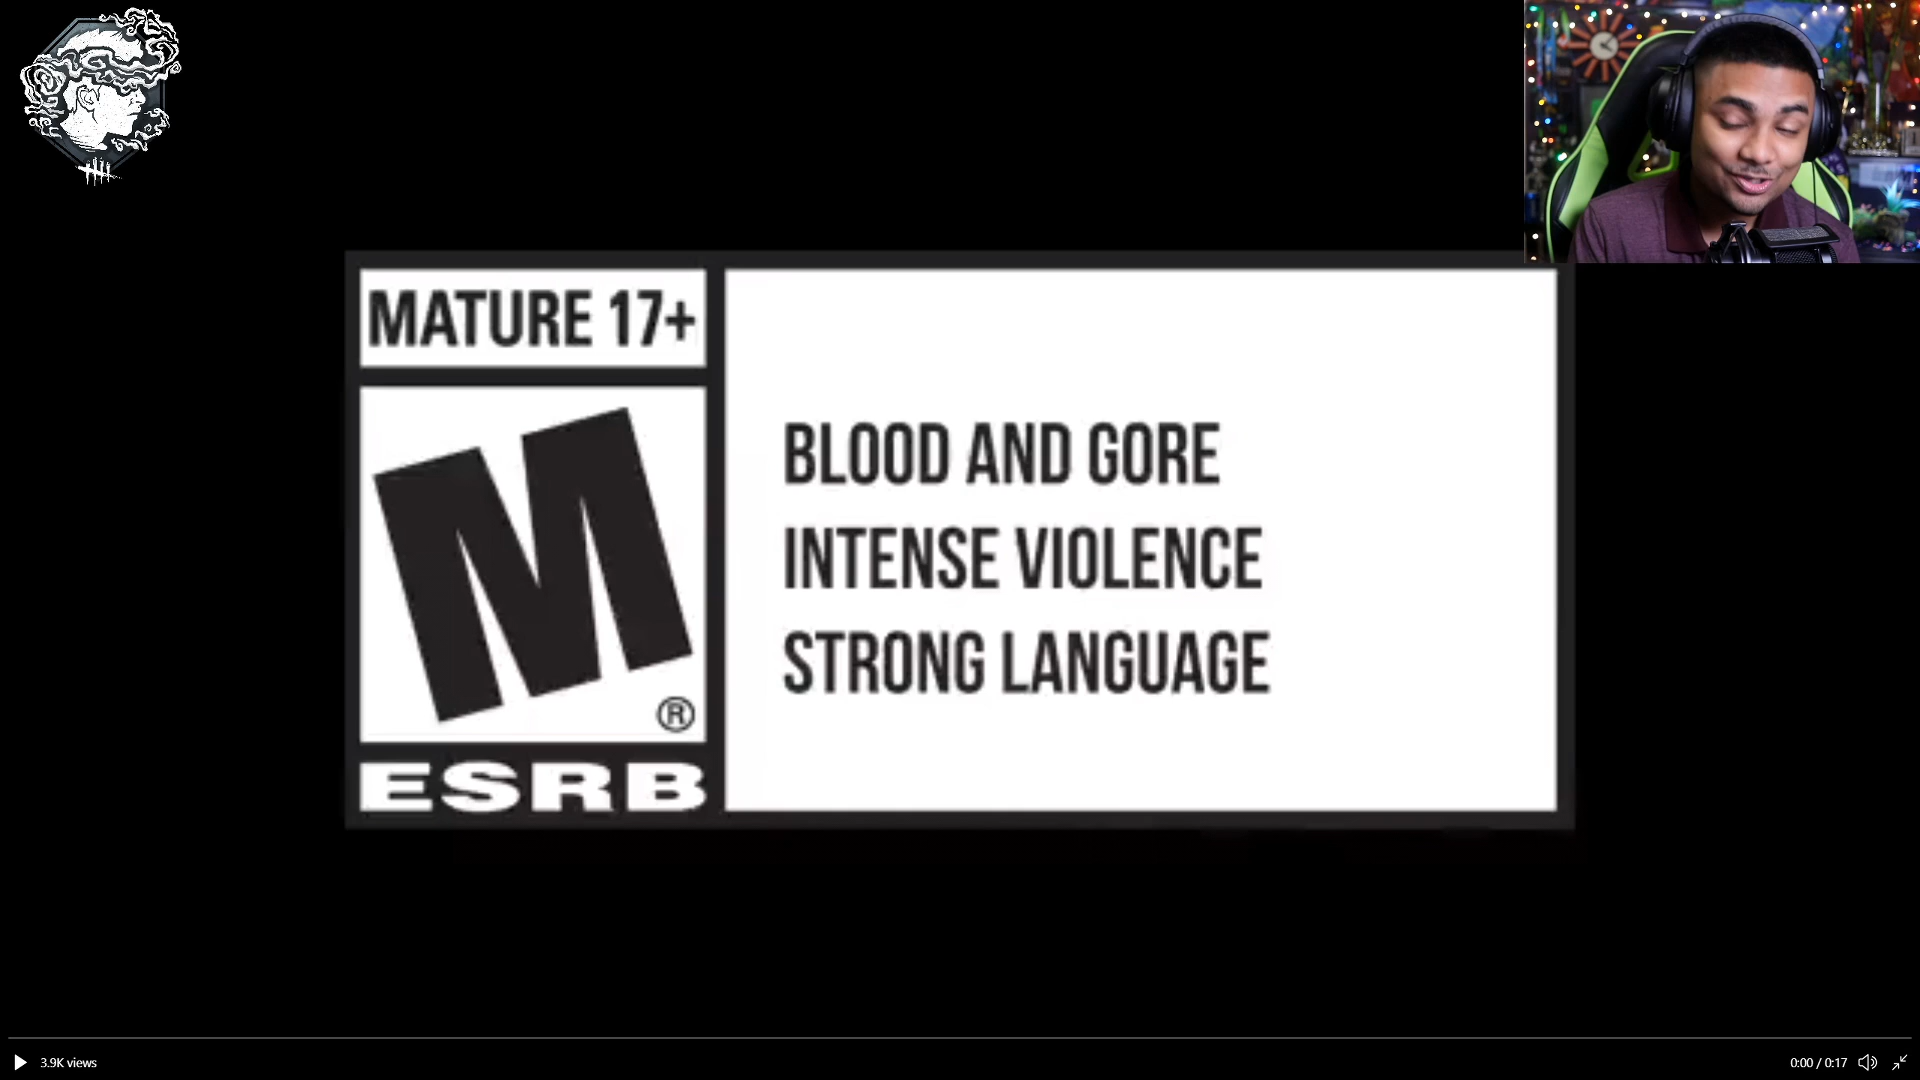 MATURE 17+
M
®
ESRB
BLOOD AND GORE
INTENSE VIOLENCE
STRONG LANGUAGE
3.9K views
0:00 / 0:17